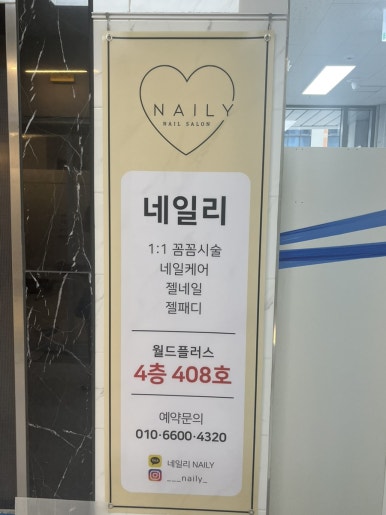 NAILY
NAIL SALON
네일리
1:1 꼼꼼시술
네일케어
젤네일
젤패디
월드플러스
4층 408호
예약문의
010·6600·4320
네일리 NAILY
___naily_